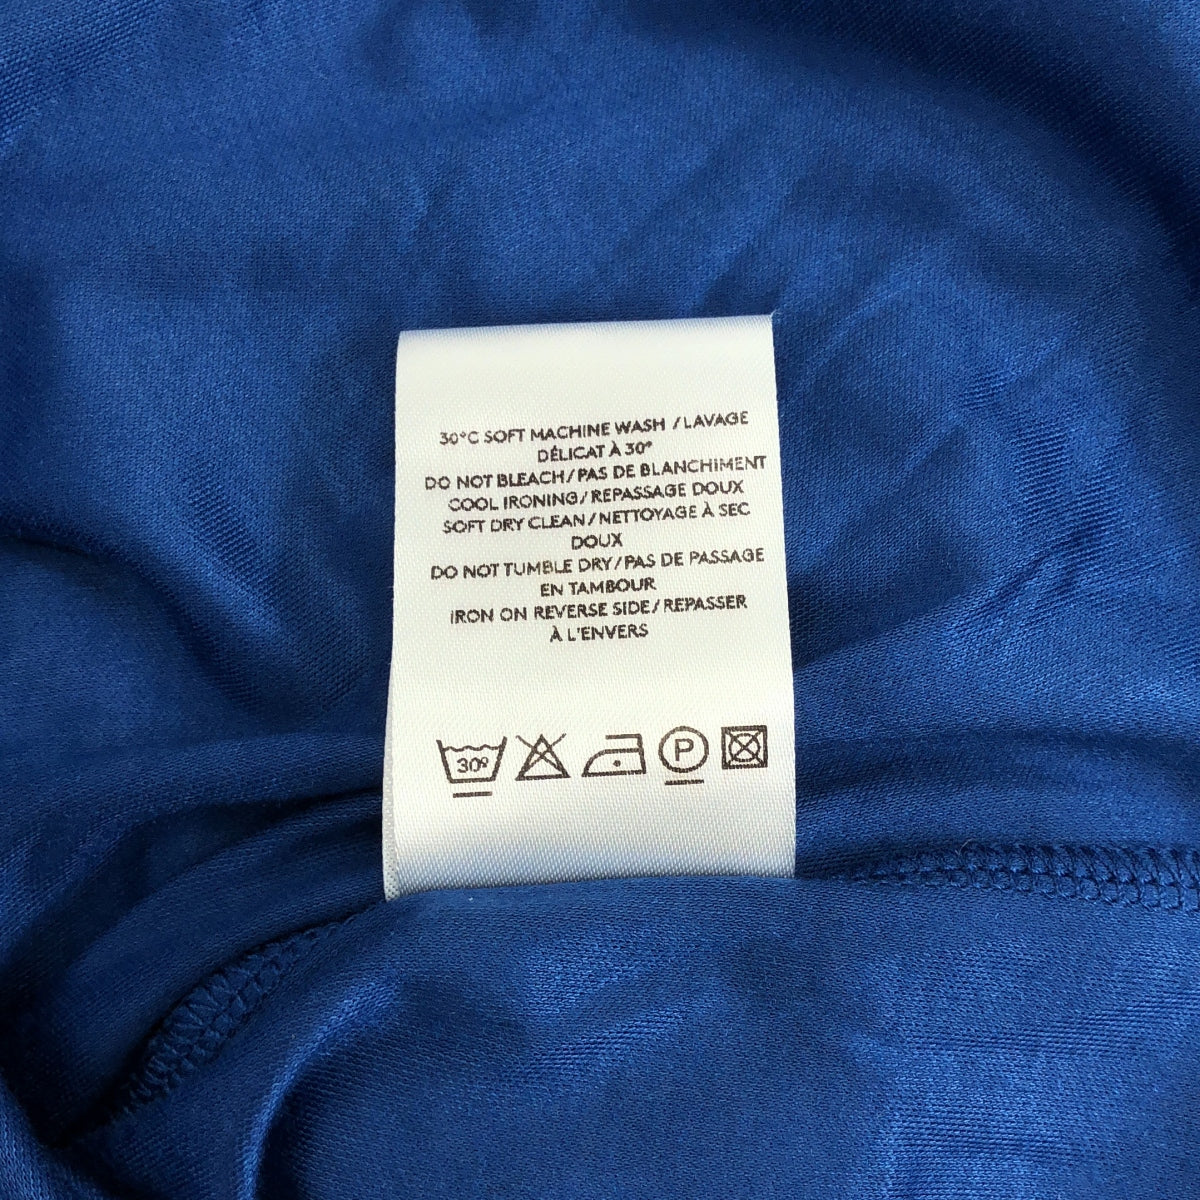 30°C SOFT MACHINE WASH / LAVAGE
DÉLICAT À 30°
DO NOT BLEACH/PAS DE BLANCHIMENT
COOL IRONING/REPASSAGE DOUX
SOFT DRY CLEAN/NETTOYAGE À SEC
DOUX
DO NOT TUMBLE DRY/PAS DE PASSAGE
EN TAMBOUR
IRON ON REVERSE SIDE/REPASSER
À L'ENVERS
30° P